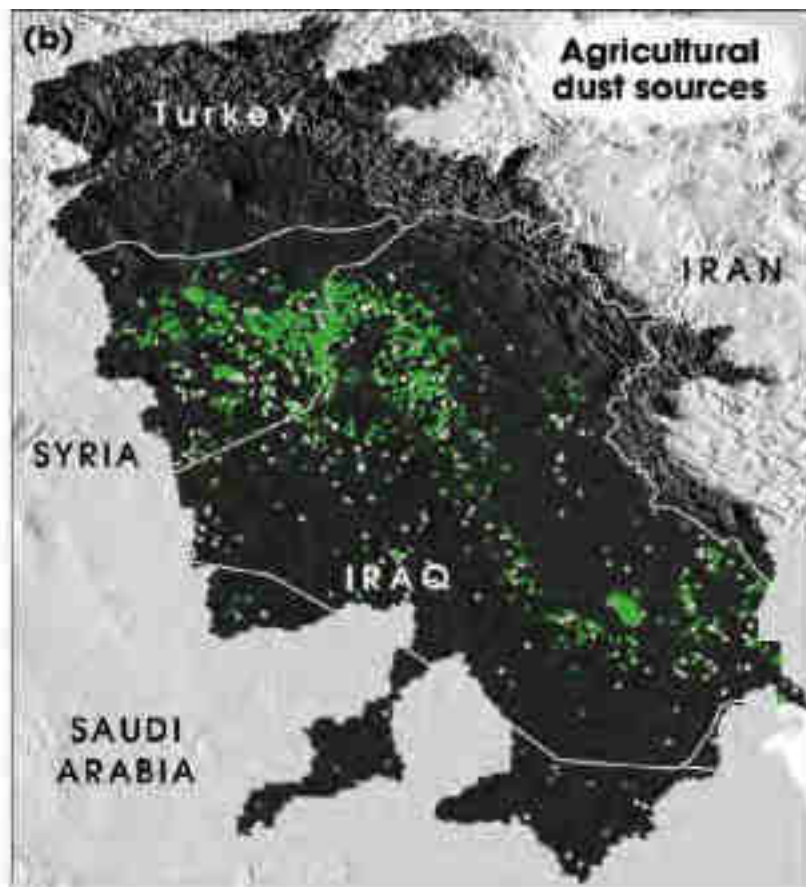 (b)
Agricultural
dust sources
Turkey
IRAN
SYRIA
IRAQ
SAUDI
ARABIA